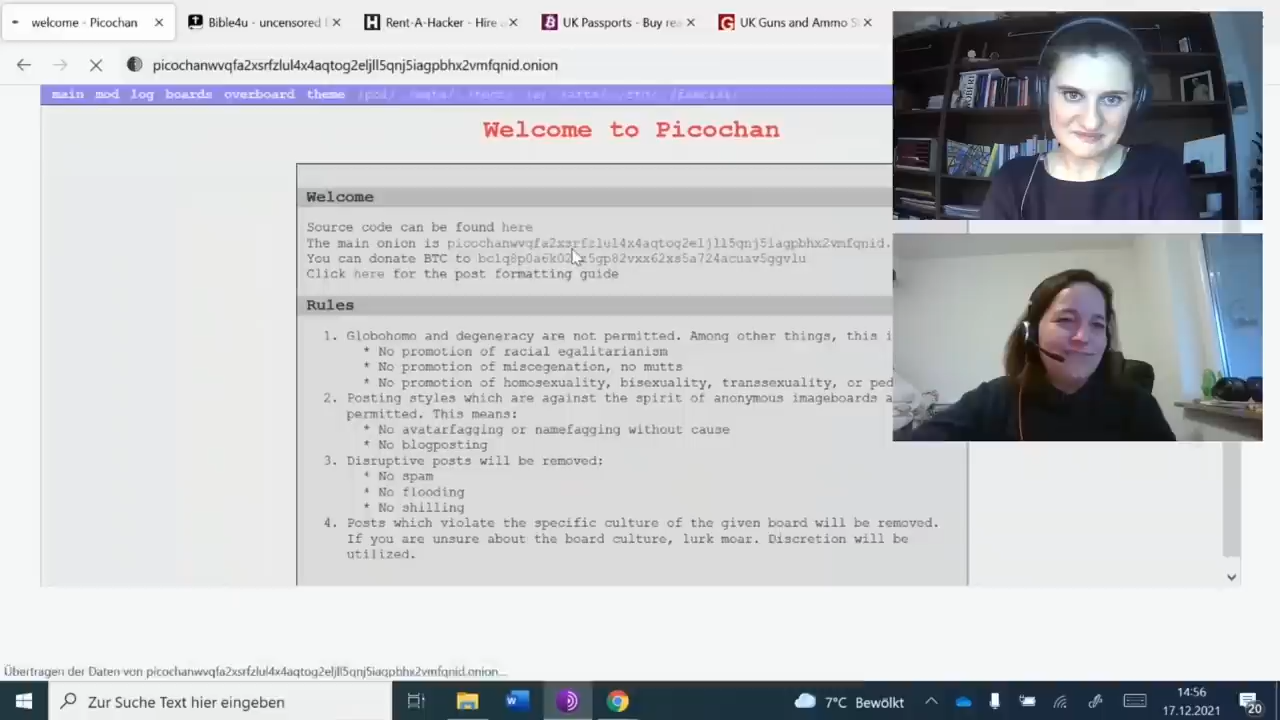 welcome - Picochan
Bible4u - uncensored
Rent-A-Hacker - Hire
UK Passports - Buy rea
UK Guns and Ammo S
picochanwvqfa2xsrfzlul4x4aqtog2eljll5qnj5iagpbhx2vmfqnid.onion
main mod log boards overboard theme
Welcome to Picochan
Welcome
Source code can be found here
The main onion is picochanwvqfa2xsrfzlul4x4aqtog2eljll5qnj5iagpbhx2vmfqnid.
You can donate BTC to
Click here for the post formatting guide
Rules
1. Globohomo and degeneracy are not permitted. Among other things, this i
* No promotion of racial egalitarianism
* No promotion of miscegenation, no mutts
* No promotion of homosexuality, bisexuality, transsexuality, or ped
2. Posting styles which are against the spirit of anonymous imageboards a
permitted. This means:
* No avatarfagging or namefagging without cause
* No blogposting
3. Disruptive posts will be removed:
* No spam
* No flooding
* No shilling
4. Posts which violate the specific culture of the given board will be removed.
If you are unsure about the board culture, lurk moar. Discretion will be
utilized.
Übertragen der Daten von picochanwvqfa2xsrfzlul4x4aqtog2eljll5qnj5iagpbhx2vmfqnid.onion...
Zur Suche Text hier eingeben
7°C Bewölkt
14:56
17.12.2021
20